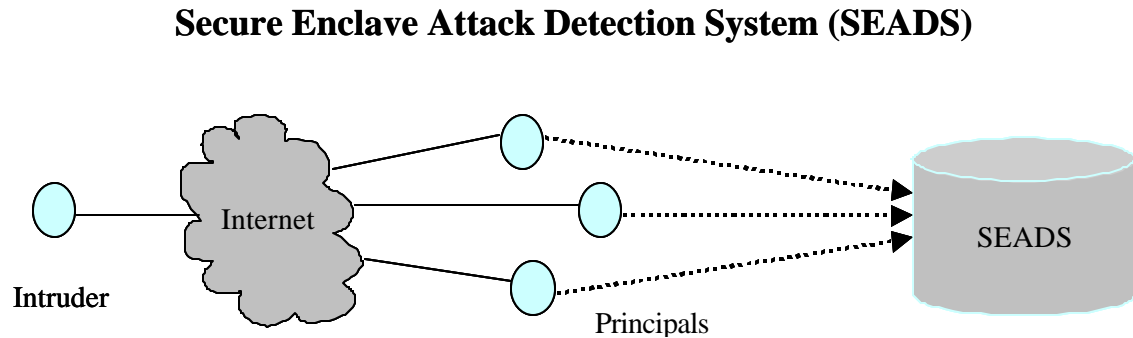 Secure Enclave Attack Detection System (SEADS)
Internet
SEADS
Intruder
Principals